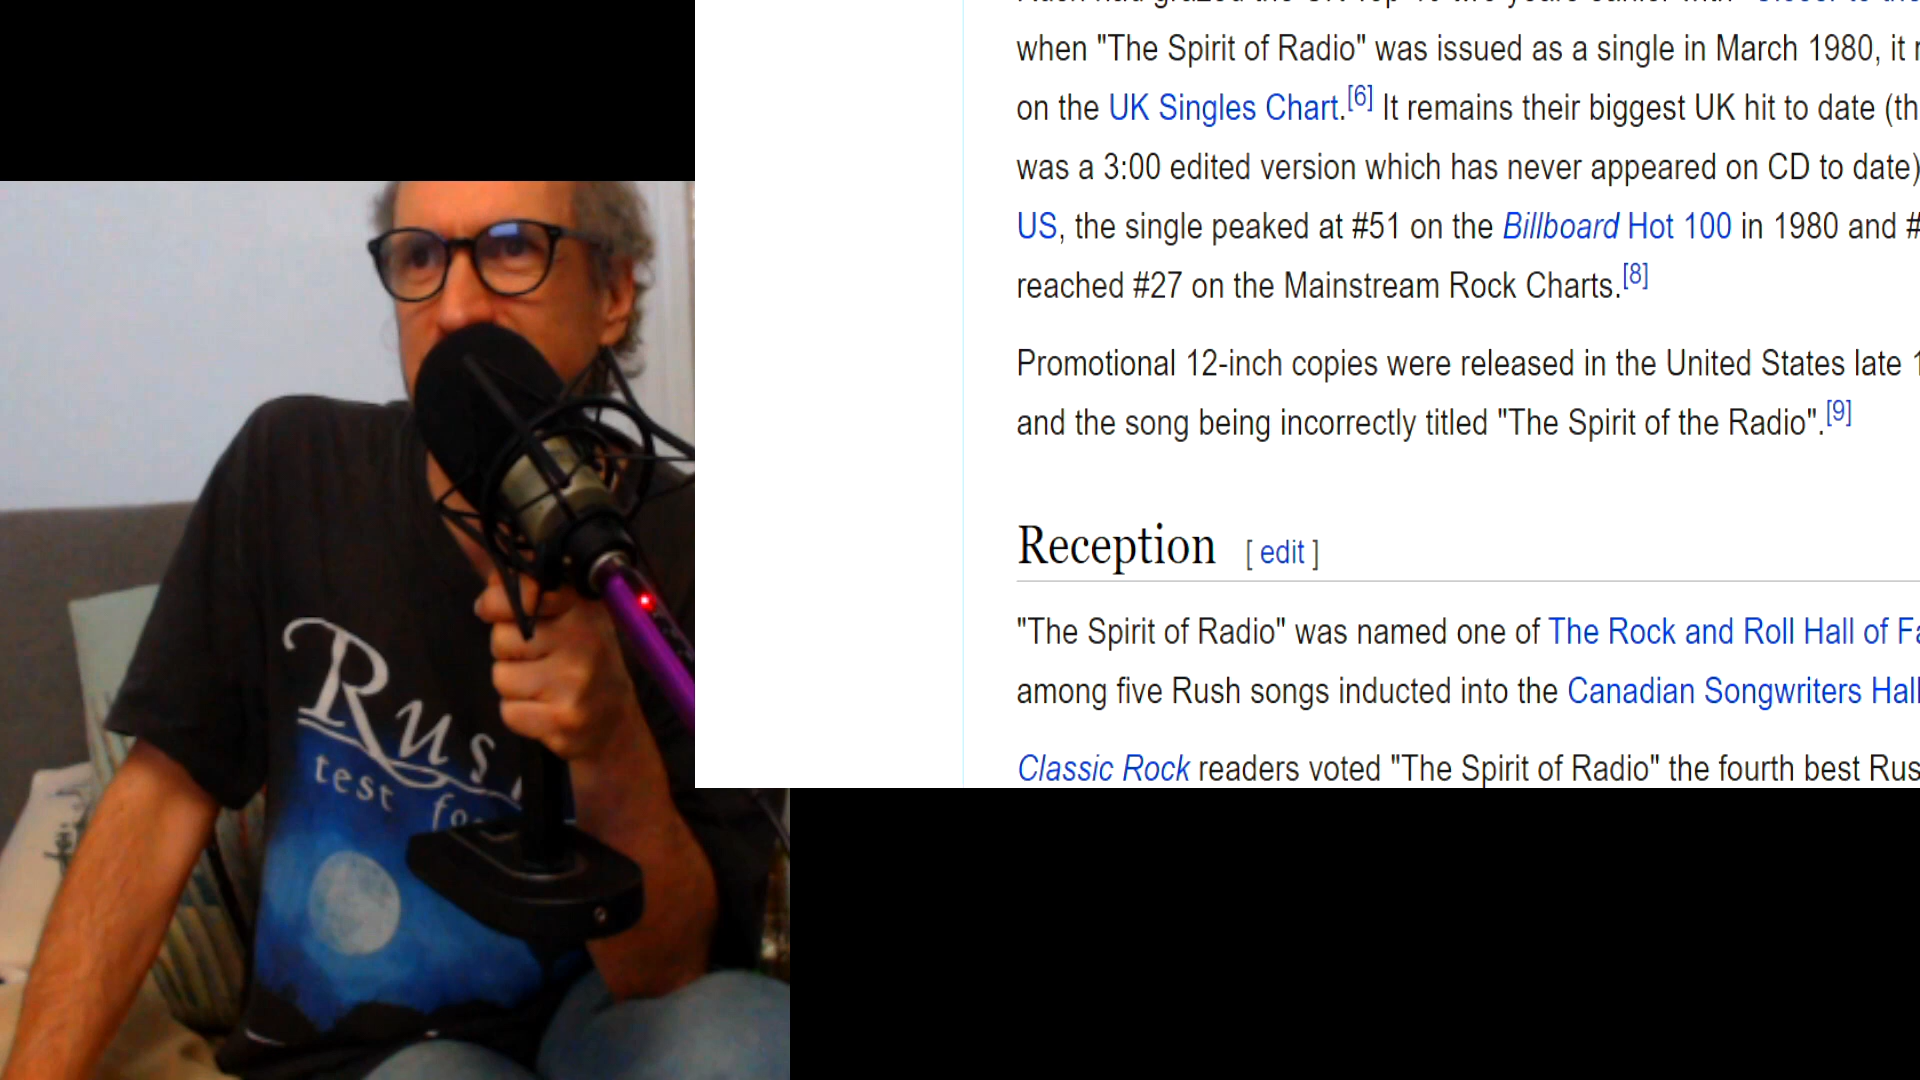 when "The Spirit of Radio" was issued as a single in March 1980, it
on the UK Singles Chart.[6] It remains their biggest UK hit to date (th
was a 3:00 edited version which has never appeared on CD to date)
US, the single peaked at #51 on the Billboard Hot 100 in 1980 and #
reached #27 on the Mainstream Rock Charts.[8]
Promotional 12-inch copies were released in the United States late 1
and the song being incorrectly titled "The Spirit of the Radio".[9]
Reception [ edit ]
"The Spirit of Radio" was named one of The Rock and Roll Hall of Fa
among five Rush songs inducted into the Canadian Songwriters Hall
Classic Rock readers voted "The Spirit of Radio" the fourth best Rus
Rus
test fo